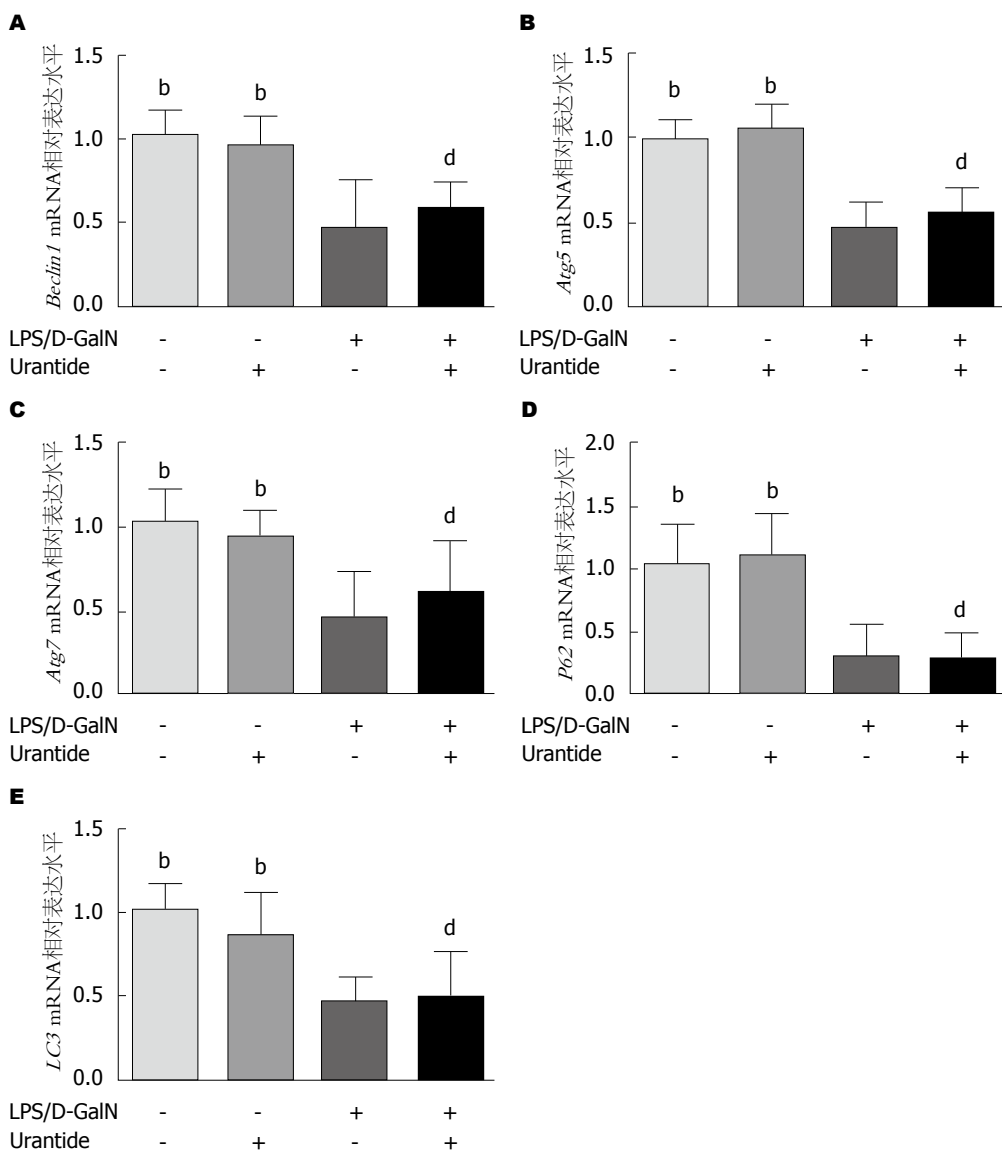 A
Beclin1 mRNA相对表达水平
1.5
1.0
0.5
0.0
b
b
d
LPS/D-GalN - - + +
Urantide - + - +
B
Atg5 mRNA相对表达水平
1.5
1.0
0.5
0.0
b
b
d
LPS/D-GalN - - + +
Urantide - + - +
C
Atg7 mRNA相对表达水平
1.5
1.0
0.5
0.0
b
b
d
LPS/D-GalN - - + +
Urantide - + - +
D
P62 mRNA相对表达水平
2.0
1.5
1.0
0.5
0.0
b
b
d
LPS/D-GalN - - + +
Urantide - + - +
E
LC3 mRNA相对表达水平
1.5
1.0
0.5
0.0
b
b
d
LPS/D-GalN - - + +
Urantide - + - +